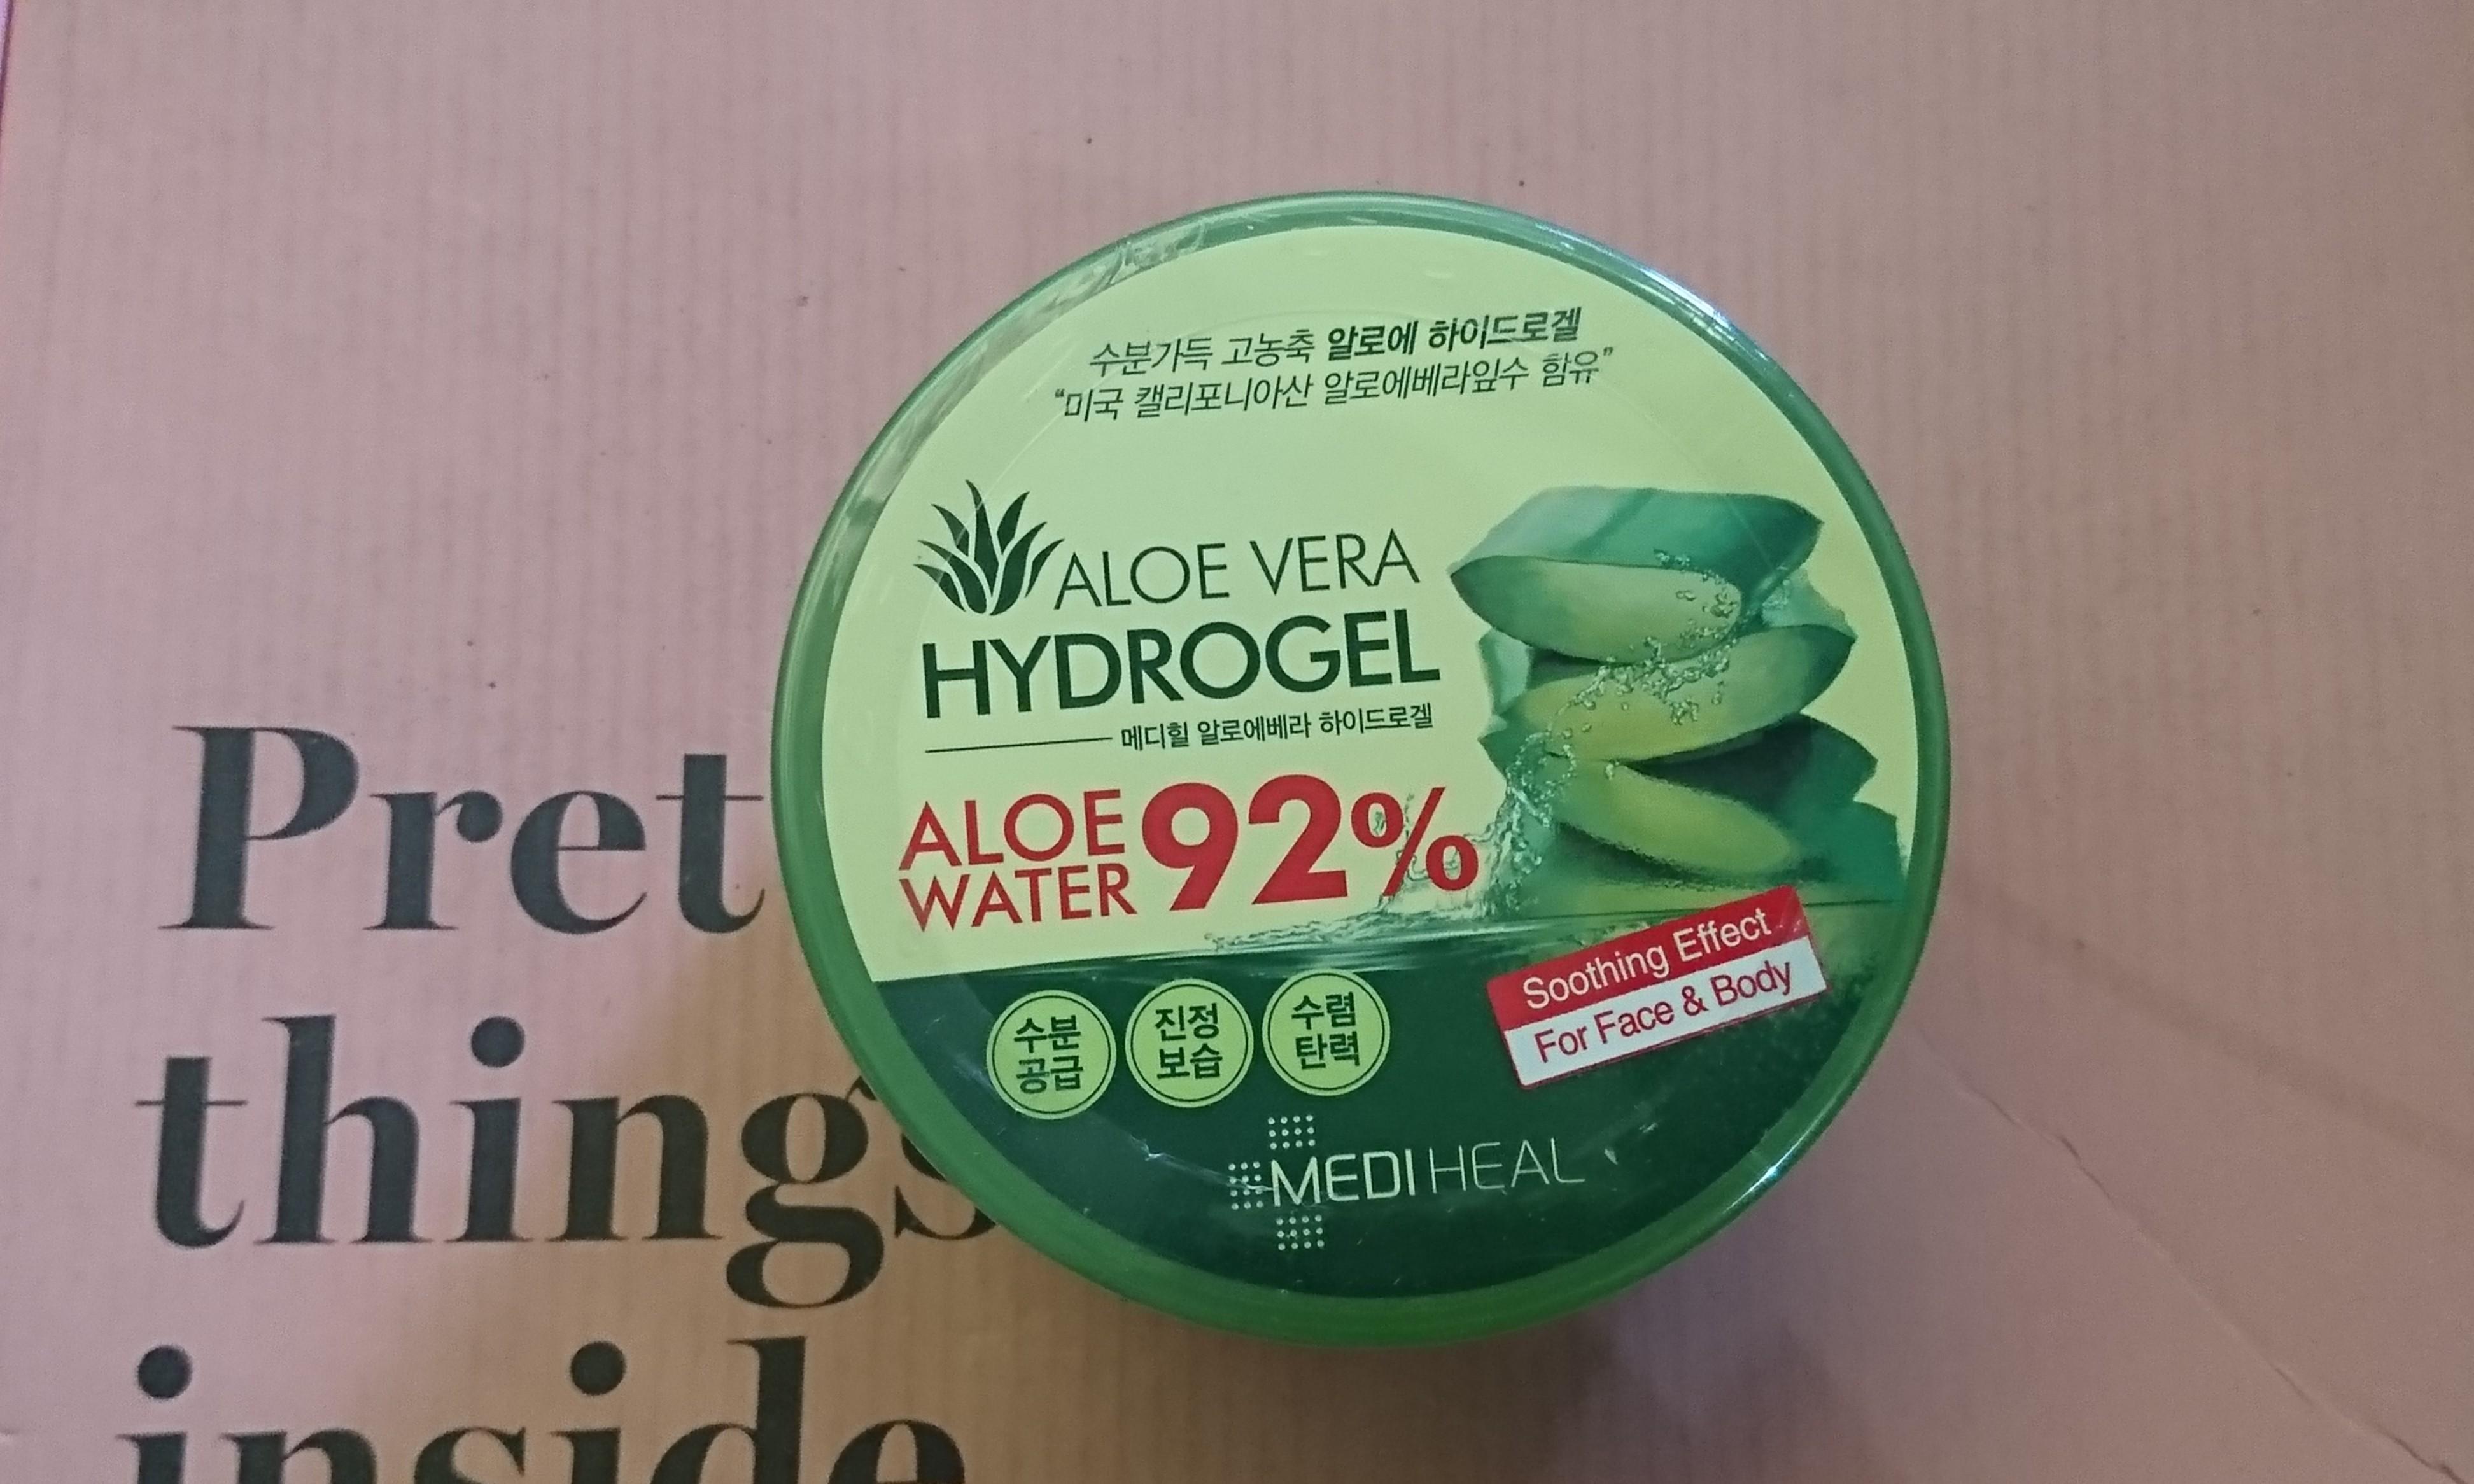 수분가득 고농축 알로에 하이드로겔
“미국 캘리포니아산 알로에베라잎수 함유”
ALOE VERA
HYDROGEL
메디힐 알로에베라 하이드로겔
ALOE
WATER 92%
Soothing Effect
For Face & Body
수분
공급
진정
보습
수렴
탄력
MEDIHEAL
Pret
things
inside